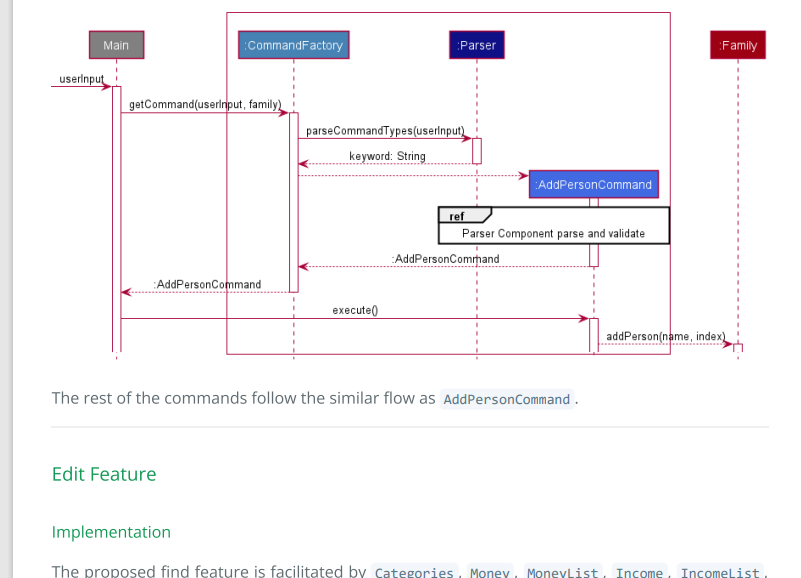 Main
:CommandFactory
:Parser
:Family
userInput
getCommand(userInput, family)
parseCommandTypes(userInput)
keyword: String
:AddPersonCommand
ref
Parser Component parse and validate
:AddPersonCommand
:AddPersonCommand
execute()
addPerson(name, index)
The rest of the commands follow the similar flow as AddPersonCommand.
Edit Feature
Implementation
The proposed find feature is facilitated by Categories, Money, MoneyList, Income, IncomeList,